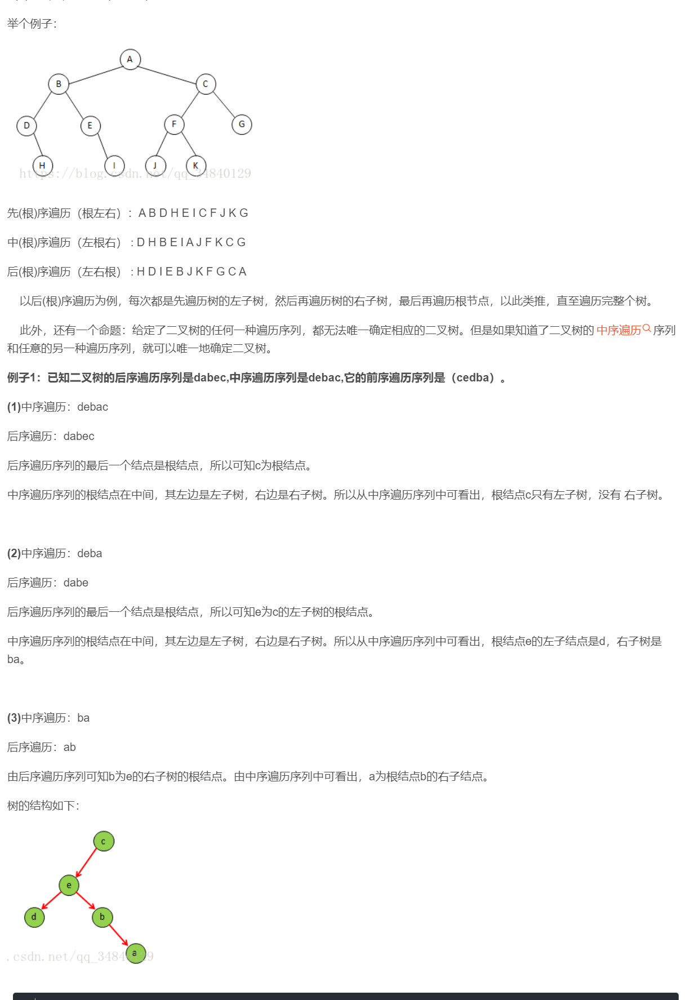 举个例子：
A
B C
D E F G
H I J K
https://blog.csdn.net/qq_34840129
先(根)序遍历（根左右）：A B D H E I C F J K G
中(根)序遍历（左根右） : D H B E I A J F K C G
后(根)序遍历（左右根） : H D I E B J K F G C A
以后(根)序遍历为例，每次都是先遍历树的左子树，然后再遍历树的右子树，最后再遍历根节点，以此类推，直至遍历完整个树。
此外，还有一个命题：给定了二叉树的任何一种遍历序列，都无法唯一确定相应的二叉树。但是如果知道了二叉树的 中序遍历 序列
和任意的另一种遍历序列，就可以唯一地确定二叉树。
例子1：已知二叉树的后序遍历序列是dabec,中序遍历序列是debac,它的前序遍历序列是（cedba）。
(1)中序遍历：debac
后序遍历：dabec
后序遍历序列的最后一个结点是根结点，所以可知c为根结点。
中序遍历序列的根结点在中间，其左边是左子树，右边是右子树。所以从中序遍历序列中可看出，根结点c只有左子树，没有 右子树。
(2)中序遍历：deba
后序遍历：dabe
后序遍历序列的最后一个结点是根结点，所以可知e为c的左子树的根结点。
中序遍历序列的根结点在中间，其左边是左子树，右边是右子树。所以从中序遍历序列中可看出，根结点e的左子结点是d，右子树是
ba。
(3)中序遍历：ba
后序遍历：ab
由后序遍历序列可知b为e的右子树的根结点。由中序遍历序列中可看出，a为根结点b的右子结点。
树的结构如下：
c
e
d b
a
.csdn.net/qq_34840129